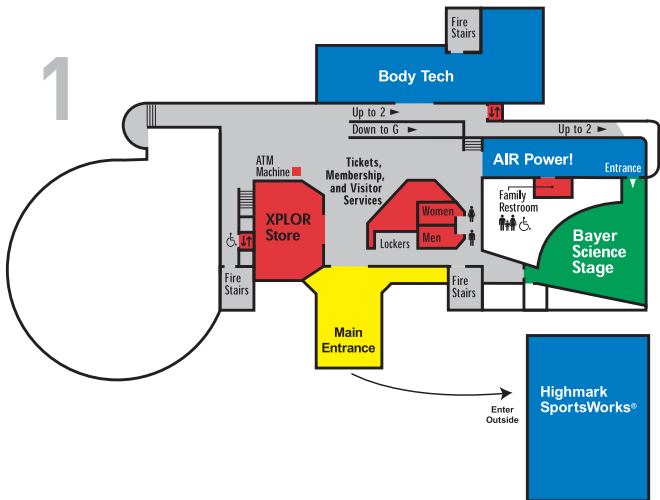 1
Fire
Stairs
Body Tech
Up to 2 ►
Down to G ►
Up to 2 ►
AIR Power!
Entrance
ATM
Machine
Tickets,
Membership,
and Visitor
Services
Family
Restroom
XPLOR
Store
Women
Men
Lockers
Bayer
Science
Stage
Fire
Stairs
Fire
Stairs
Main
Entrance
Enter
Outside
Highmark
SportsWorks®